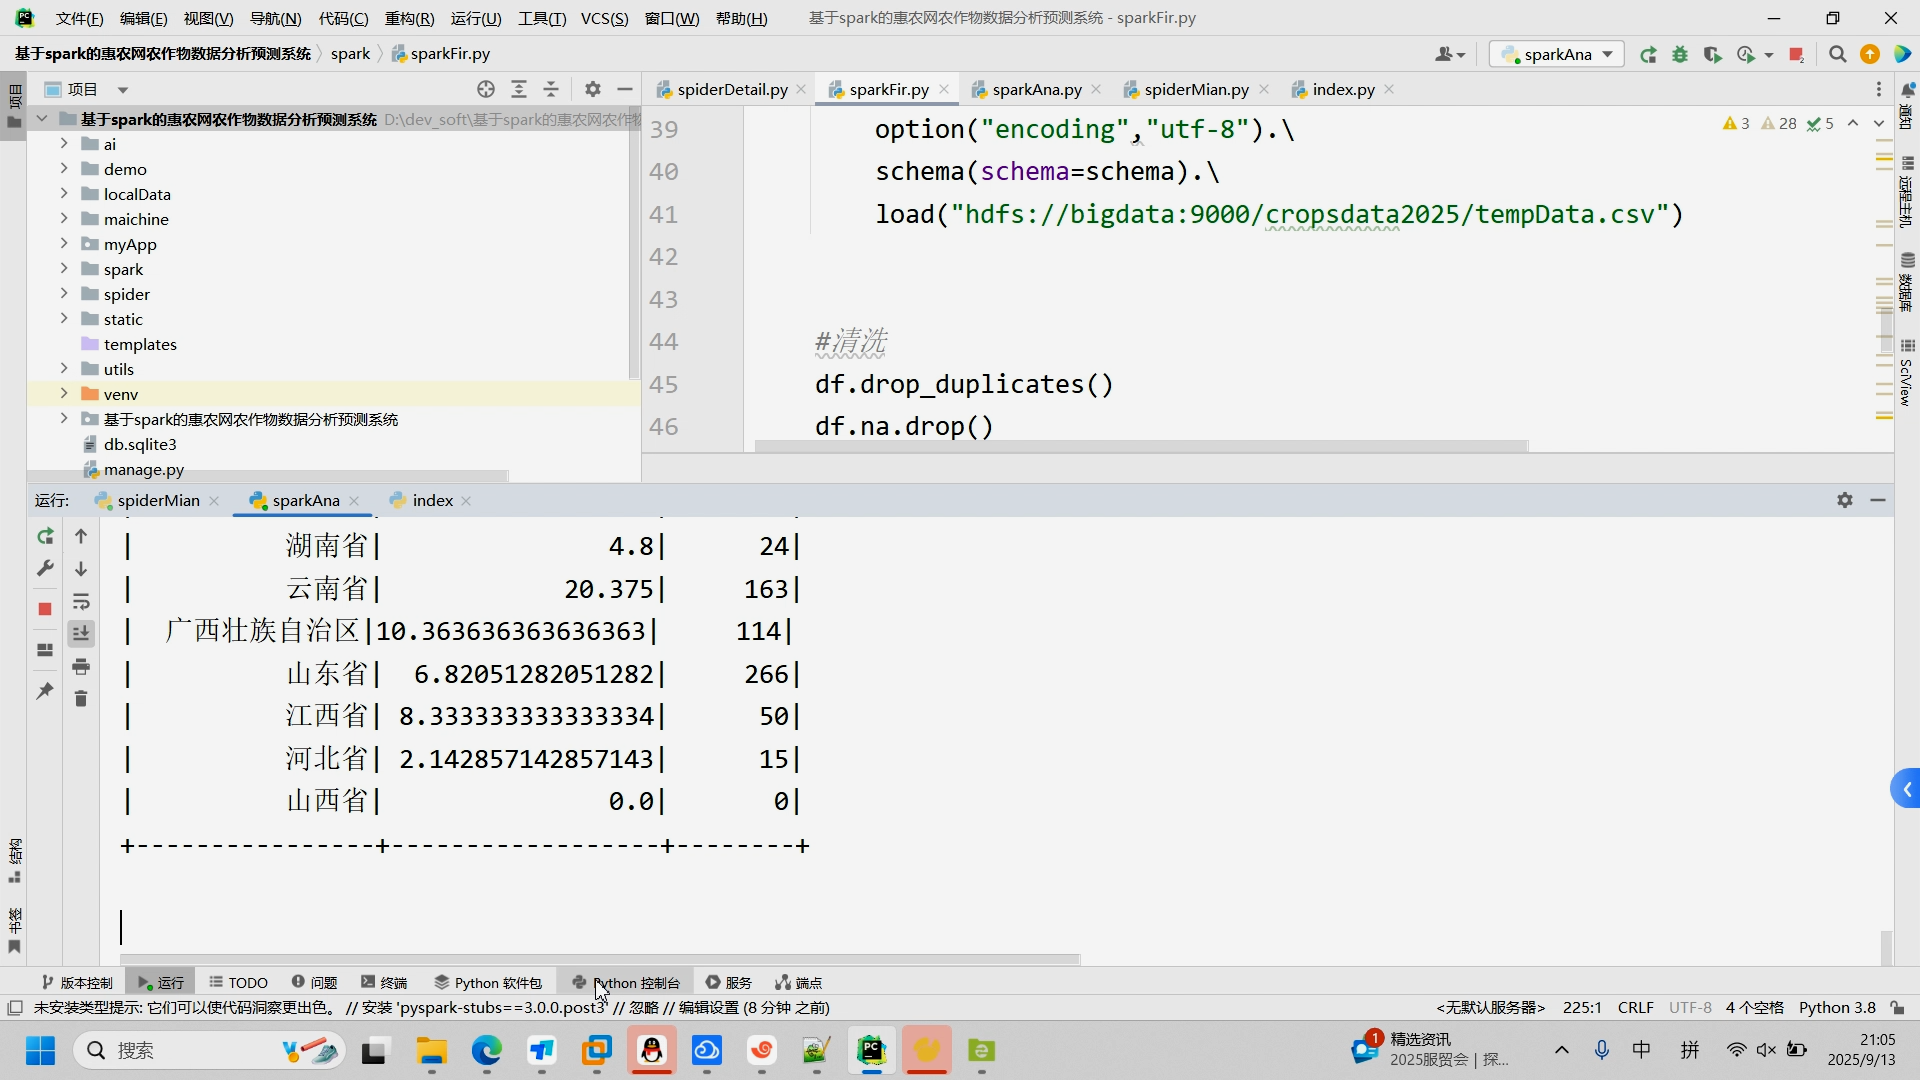 文件(F) 编辑(E) 视图(V) 导航(N) 代码(C) 重构(R) 运行(U) 工具(T) VCS(S) 窗口(W) 帮助(H) 基于spark的惠农网农作物数据分析预测系统 - sparkFir.py
基于spark的惠农网农作物数据分析预测系统 spark sparkFir.py sparkAna
项目 spiderDetail.py sparkFir.py sparkAna.py spiderMian.py index.py
基于spark的惠农网农作物数据分析预测系统 D:\dev_soft\基于spark的惠农网农作物
ai
demo
localData
maichine
myApp
spark
spider
static
templates
utils
venv
基于spark的惠农网农作物数据分析预测系统
db.sqlite3
manage.py
3 28 5
39 option("encoding","utf-8").\
40 schema(schema=schema).\
41 load("hdfs://bigdata:9000/cropsdata2025/tempData.csv")
42
43
44 #清洗
45 df.drop_duplicates()
46 df.na.drop()
项目
结构
书签
通知
远程主机
数据库
SciView
运行: spiderMian sparkAna index
| 湖南省| 4.8| 24|
| 云南省| 20.375| 163|
| 广西壮族自治区|10.363636363636363| 114|
| 山东省| 6.82051282051282| 266|
| 江西省| 8.333333333333334| 50|
| 河北省| 2.142857142857143| 15|
| 山西省| 0.0| 0|
+----------------+------------------+--------+
版本控制 运行 TODO 问题 终端 Python 软件包 Python 控制台 服务 端点
未安装类型提示: 它们可以使代码洞察更出色。 // 安装 'pyspark-stubs==3.0.0.post3' // 忽略 // 编辑设置 (8 分钟 之前) <无默认服务器> 225:1 CRLF UTF-8 4 个空格 Python 3.8
搜索
1 精选资讯
2025服贸会 | 探...
中 拼
21:05
2025/9/13